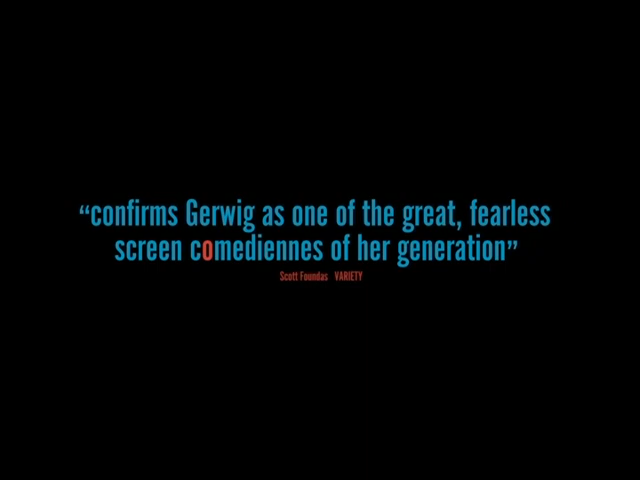 “confirms Gerwig as one of the great, fearless
screen comediennes of her generation”
Scott Foundas VARIETY